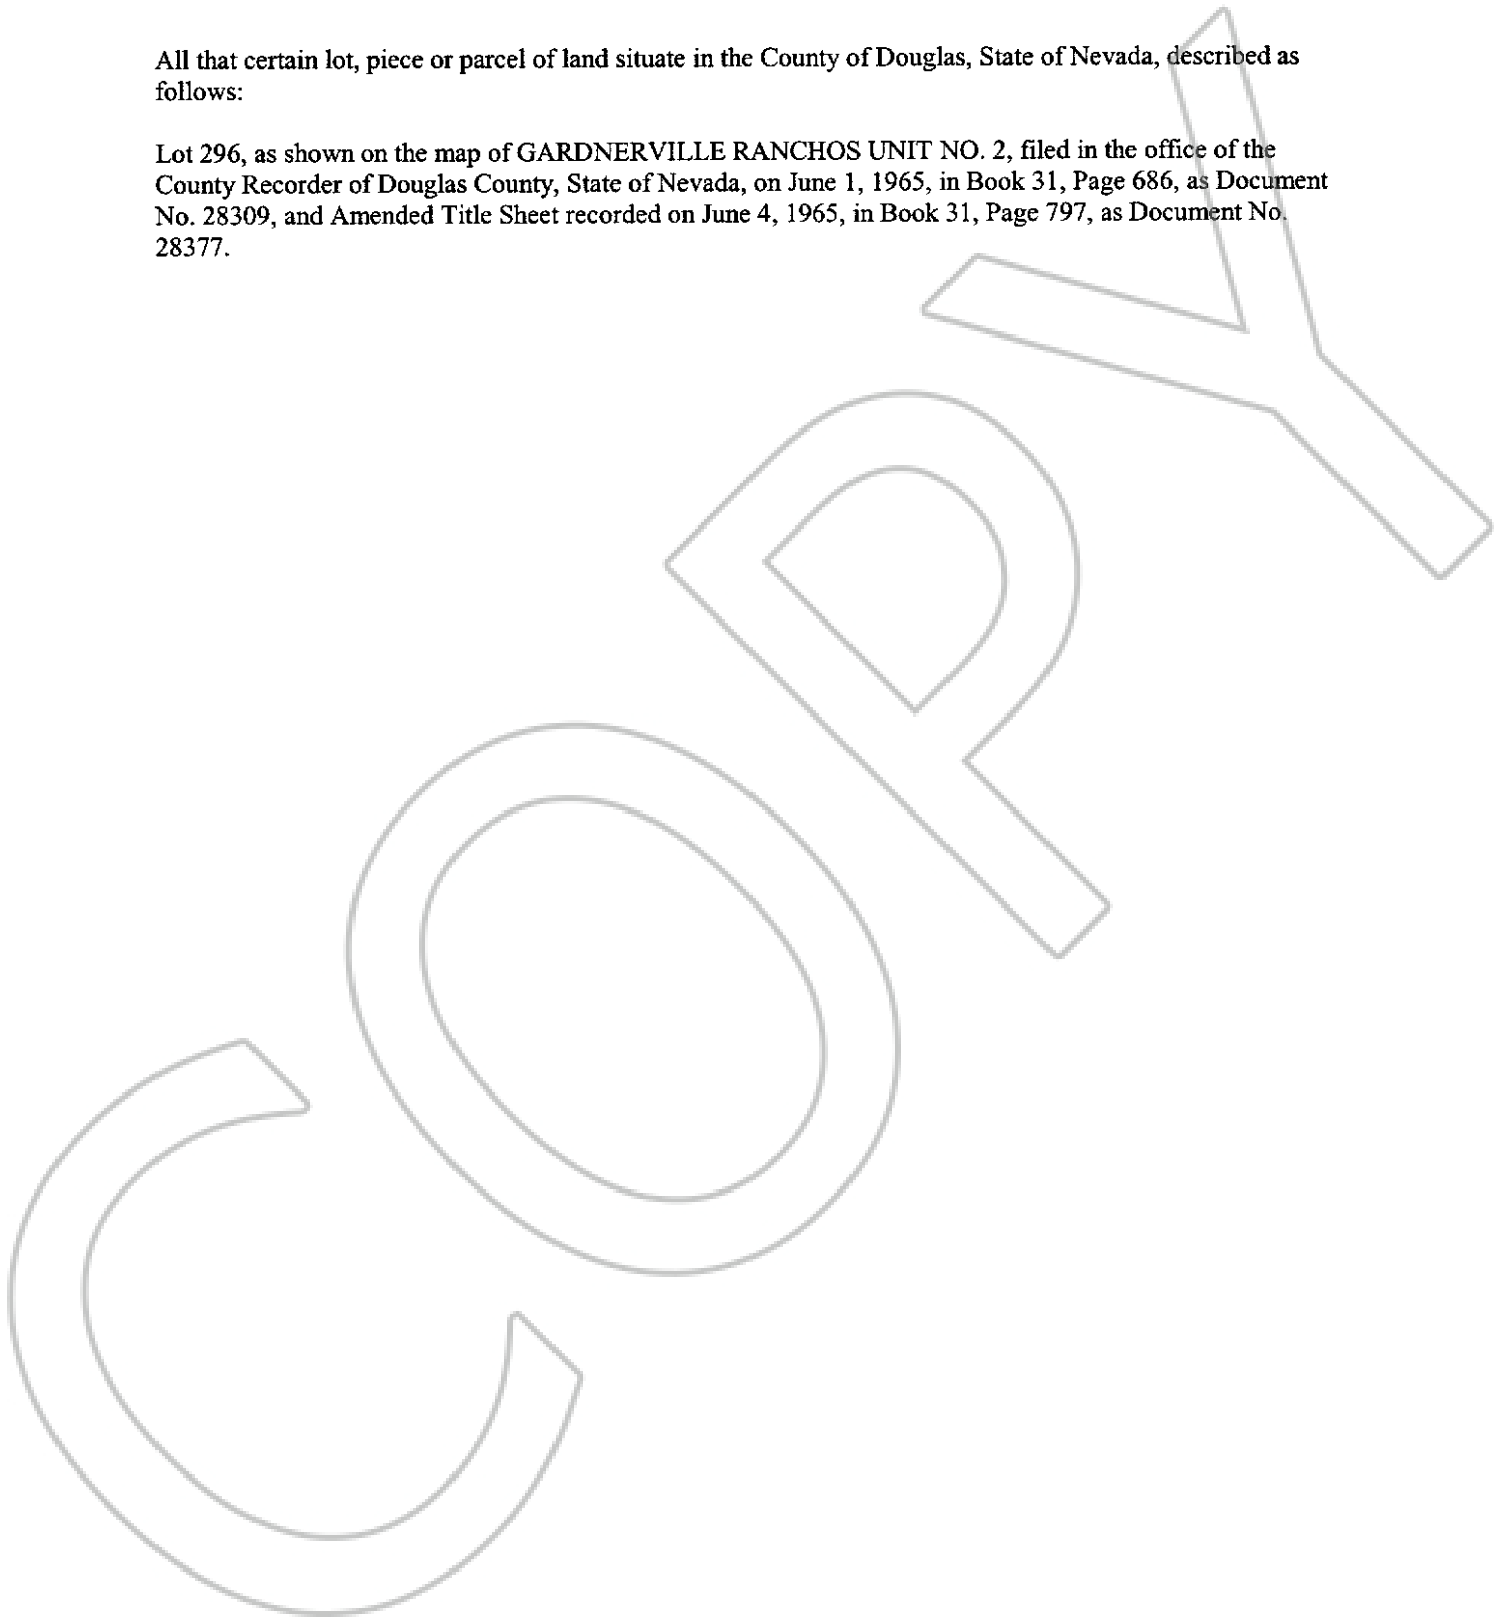 All that certain lot, piece or parcel of land situate in the County of Douglas, State of Nevada, described as
follows:
Lot 296, as shown on the map of GARDNERVILLE RANCHOS UNIT NO. 2, filed in the office of the
County Recorder of Douglas County, State of Nevada, on June 1, 1965, in Book 31, Page 686, as Document
No. 28309, and Amended Title Sheet recorded on June 4, 1965, in Book 31, Page 797, as Document No.
28377.
COPY